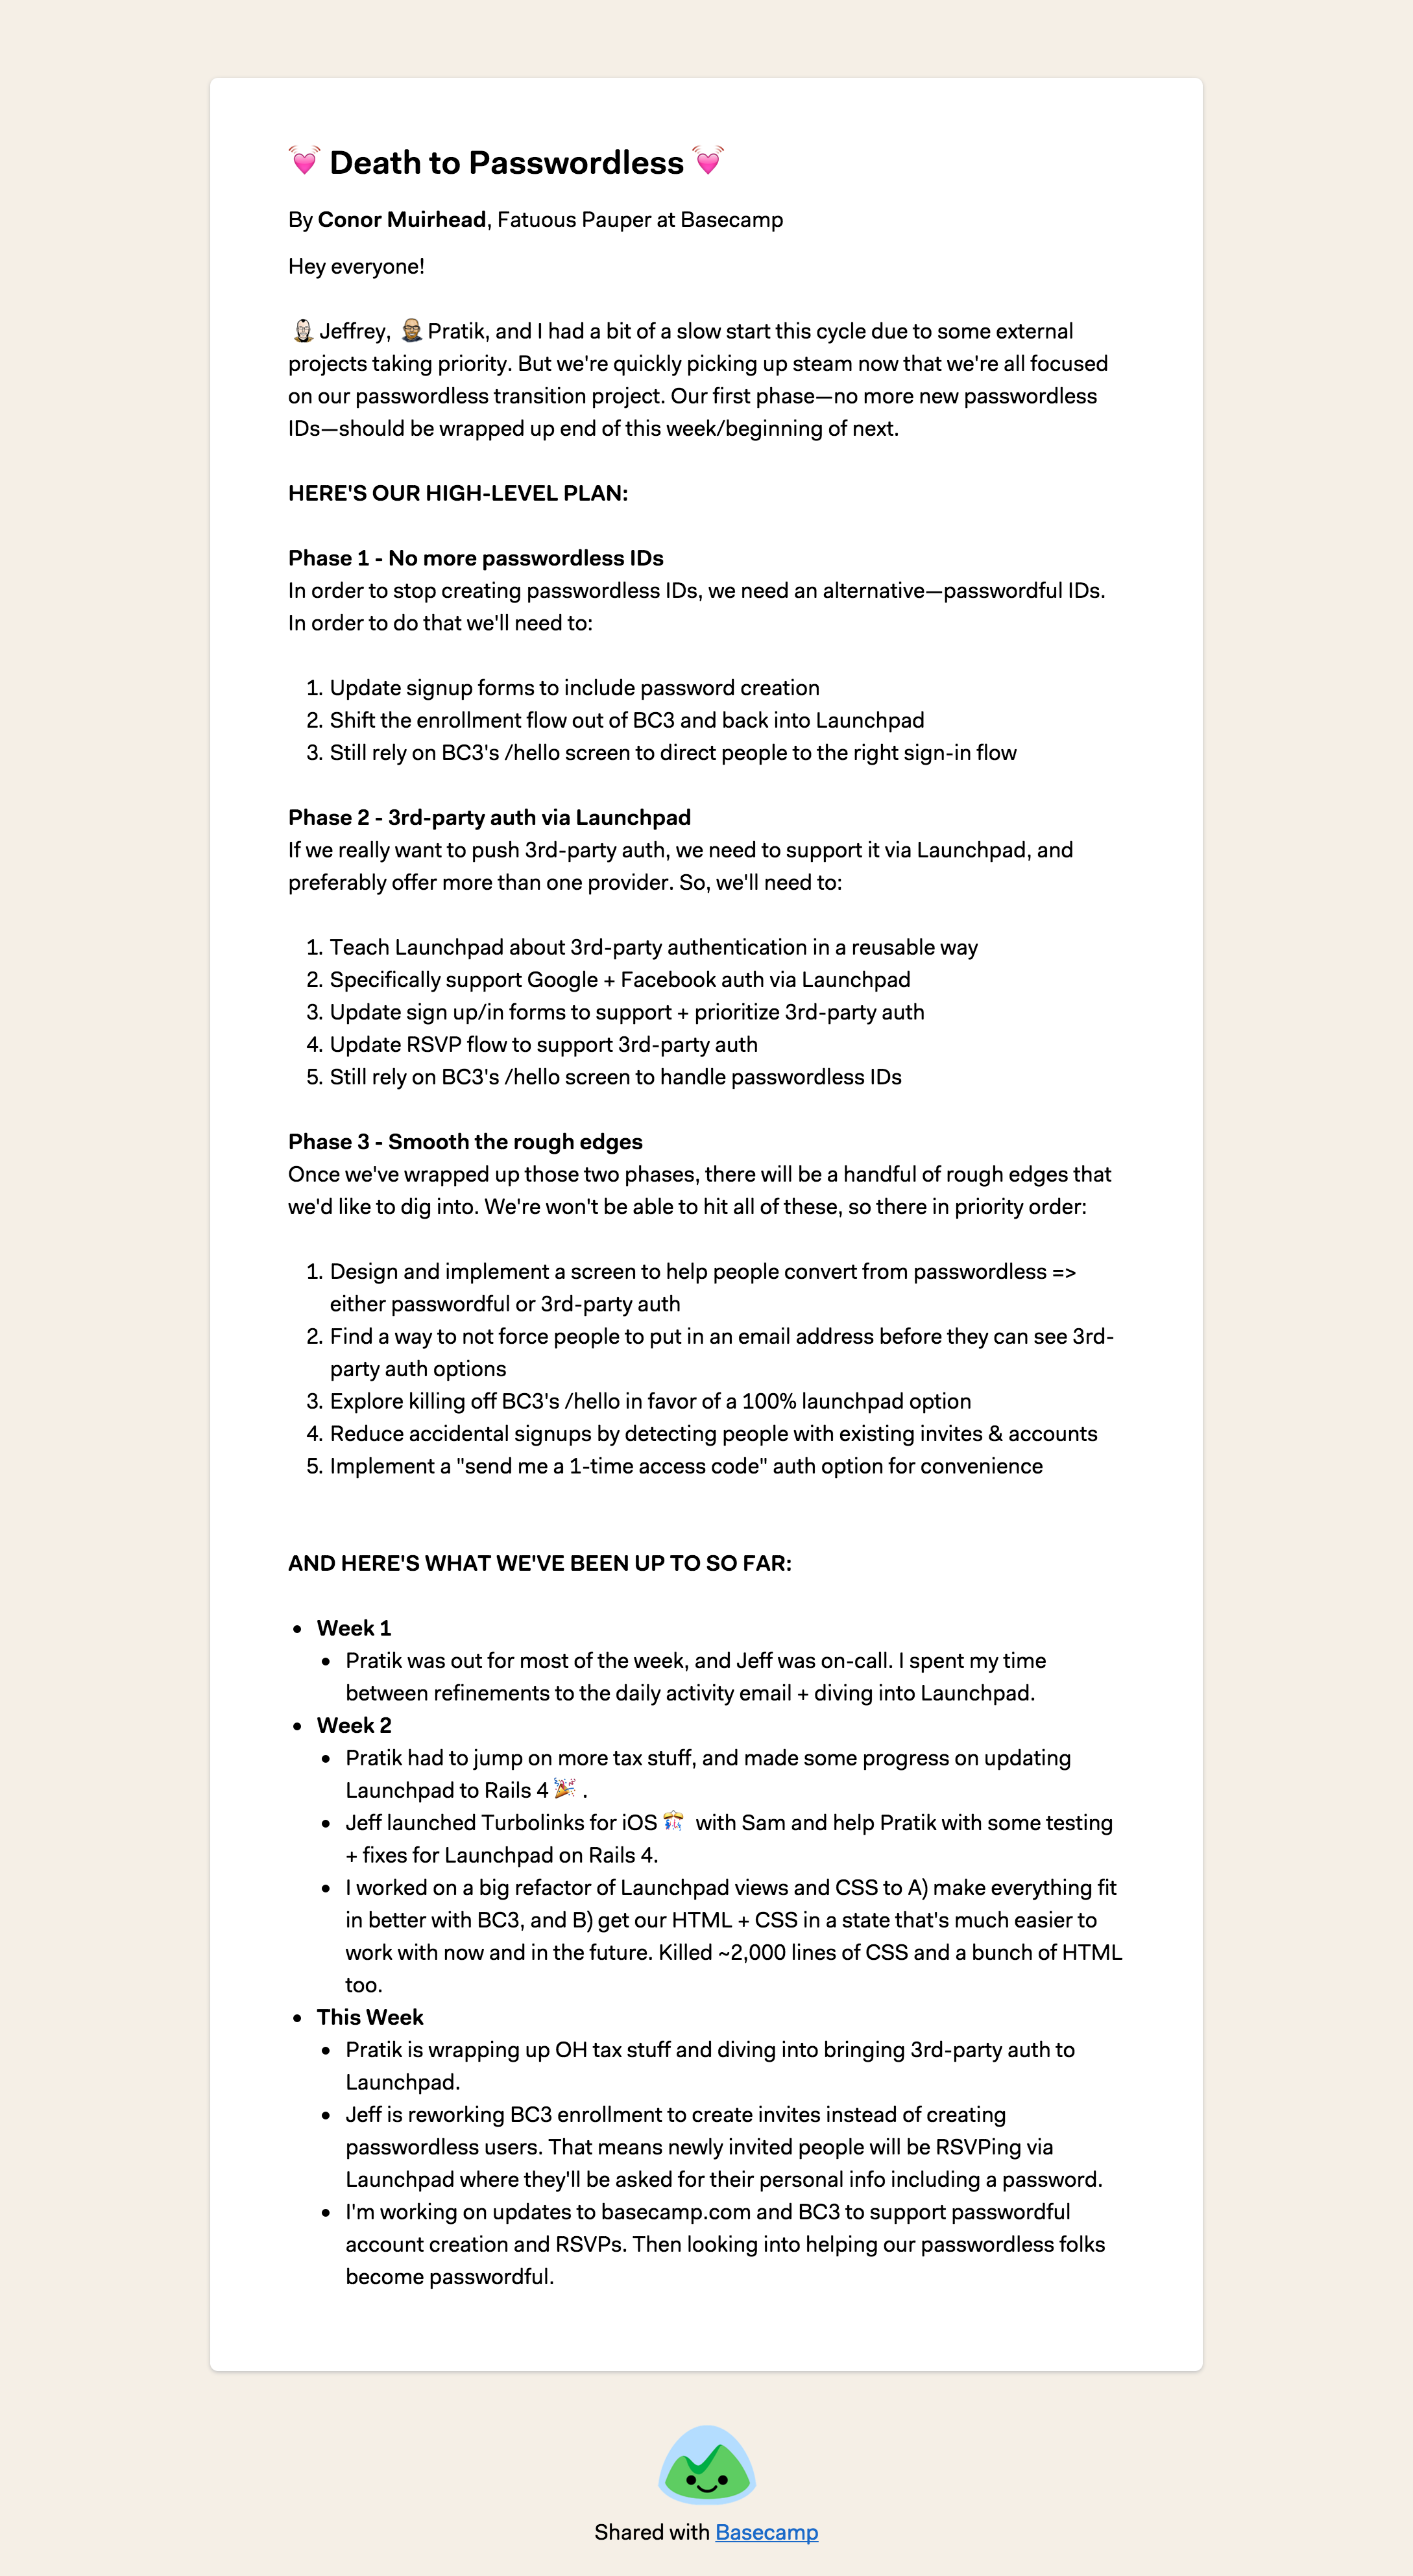 💓 Death to Passwordless 💓
By Conor Muirhead, Fatuous Pauper at Basecamp
Hey everyone!
Jeffrey, Pratik, and I had a bit of a slow start this cycle due to some external
projects taking priority. But we're quickly picking up steam now that we're all focused
on our passwordless transition project. Our first phase—no more new passwordless
IDs—should be wrapped up end of this week/beginning of next.
HERE'S OUR HIGH-LEVEL PLAN:
Phase 1 - No more passwordless IDs
In order to stop creating passwordless IDs, we need an alternative—passwordful IDs.
In order to do that we'll need to:
1. Update signup forms to include password creation
2. Shift the enrollment flow out of BC3 and back into Launchpad
3. Still rely on BC3's /hello screen to direct people to the right sign-in flow
Phase 2 - 3rd-party auth via Launchpad
If we really want to push 3rd-party auth, we need to support it via Launchpad, and
preferably offer more than one provider. So, we'll need to:
1. Teach Launchpad about 3rd-party authentication in a reusable way
2. Specifically support Google + Facebook auth via Launchpad
3. Update sign up/in forms to support + prioritize 3rd-party auth
4. Update RSVP flow to support 3rd-party auth
5. Still rely on BC3's /hello screen to handle passwordless IDs
Phase 3 - Smooth the rough edges
Once we've wrapped up those two phases, there will be a handful of rough edges that
we'd like to dig into. We're won't be able to hit all of these, so there in priority order:
1. Design and implement a screen to help people convert from passwordless =>
either passwordful or 3rd-party auth
2. Find a way to not force people to put in an email address before they can see 3rd-
party auth options
3. Explore killing off BC3's /hello in favor of a 100% launchpad option
4. Reduce accidental signups by detecting people with existing invites & accounts
5. Implement a "send me a 1-time access code" auth option for convenience
AND HERE'S WHAT WE'VE BEEN UP TO SO FAR:
• Week 1
• Pratik was out for most of the week, and Jeff was on-call. I spent my time
between refinements to the daily activity email + diving into Launchpad.
• Week 2
• Pratik had to jump on more tax stuff, and made some progress on updating
Launchpad to Rails 4 🎉 .
• Jeff launched Turbolinks for iOS 🎊 with Sam and help Pratik with some testing
+ fixes for Launchpad on Rails 4.
• I worked on a big refactor of Launchpad views and CSS to A) make everything fit
in better with BC3, and B) get our HTML + CSS in a state that's much easier to
work with now and in the future. Killed ~2,000 lines of CSS and a bunch of HTML
too.
• This Week
• Pratik is wrapping up OH tax stuff and diving into bringing 3rd-party auth to
Launchpad.
• Jeff is reworking BC3 enrollment to create invites instead of creating
passwordless users. That means newly invited people will be RSVPing via
Launchpad where they'll be asked for their personal info including a password.
• I'm working on updates to basecamp.com and BC3 to support passwordful
account creation and RSVPs. Then looking into helping our passwordless folks
become passwordful.
Shared with Basecamp